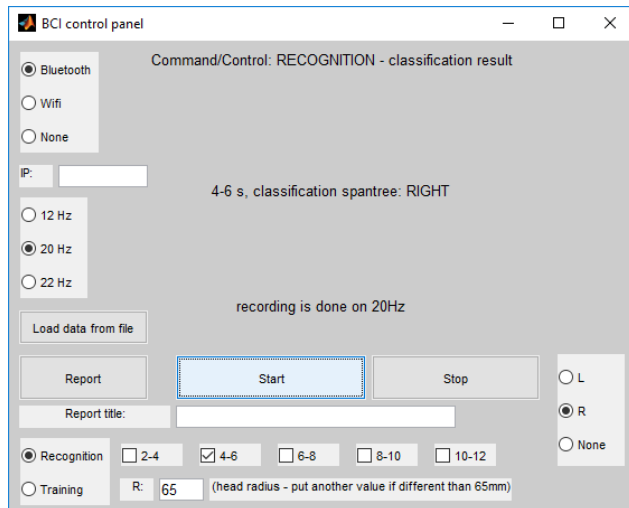 BCI control panel
Command/Control: RECOGNITION - classification result
Bluetooth
Wifi
None
IP:
4-6 s, classification spantree: RIGHT
12 Hz
20 Hz
22 Hz
recording is done on 20Hz
Load data from file
Report
Start
Stop
Report title:
L
R
None
Recognition
2-4
4-6
6-8
8-10
10-12
Training
R:
65
(head radius - put another value if different than 65mm)